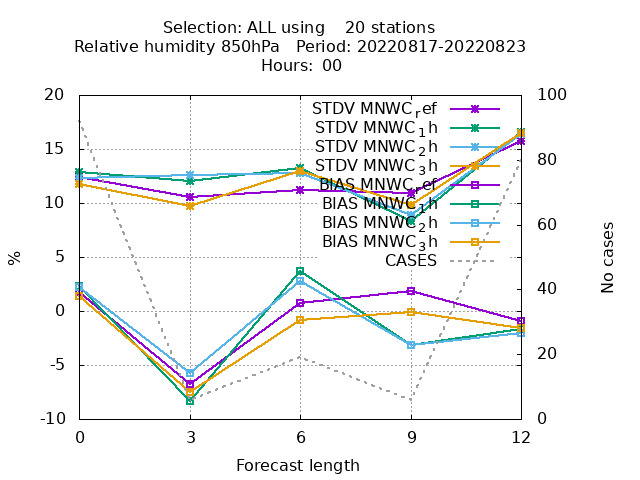 Selection: ALL using 20 stations
Relative humidity 850hPa Period: 20220817-20220823
Hours: 00
STDV MNWC_ref
STDV MNWC_1h
STDV MNWC_2h
STDV MNWC_3h
BIAS MNWC_ref
BIAS MNWC_1h
BIAS MNWC_2h
BIAS MNWC_3h
CASES
20
15
10
5
0
-5
-10
%
100
80
60
40
20
0
No cases
0 3 6 9 12
Forecast length